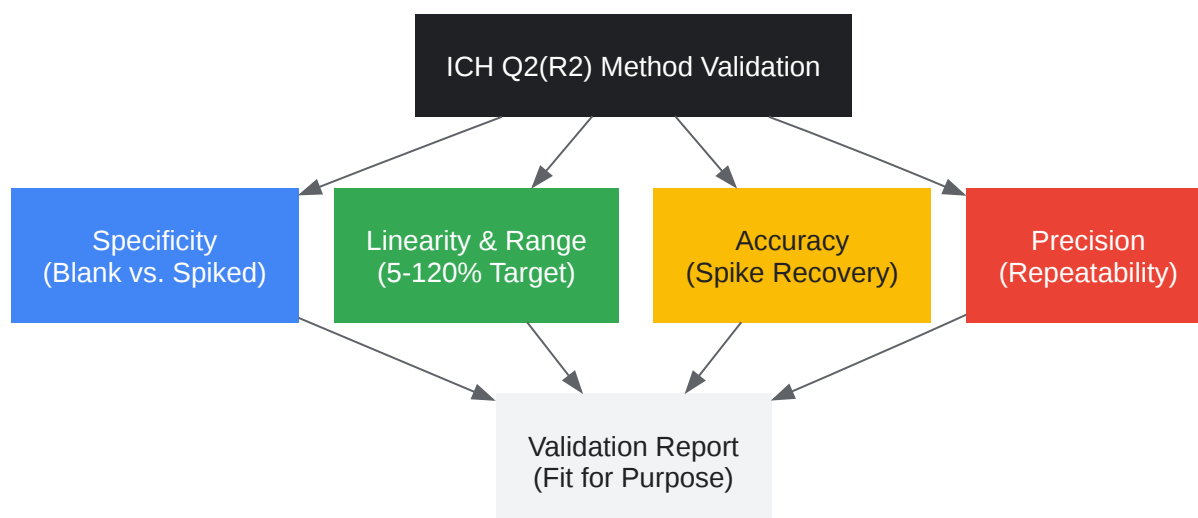 ICH Q2(R2) Method Validation
Specificity
(Blank vs. Spiked)
Linearity & Range
(5-120% Target)
Accuracy
(Spike Recovery)
Precision
(Repeatability)
Validation Report
(Fit for Purpose)